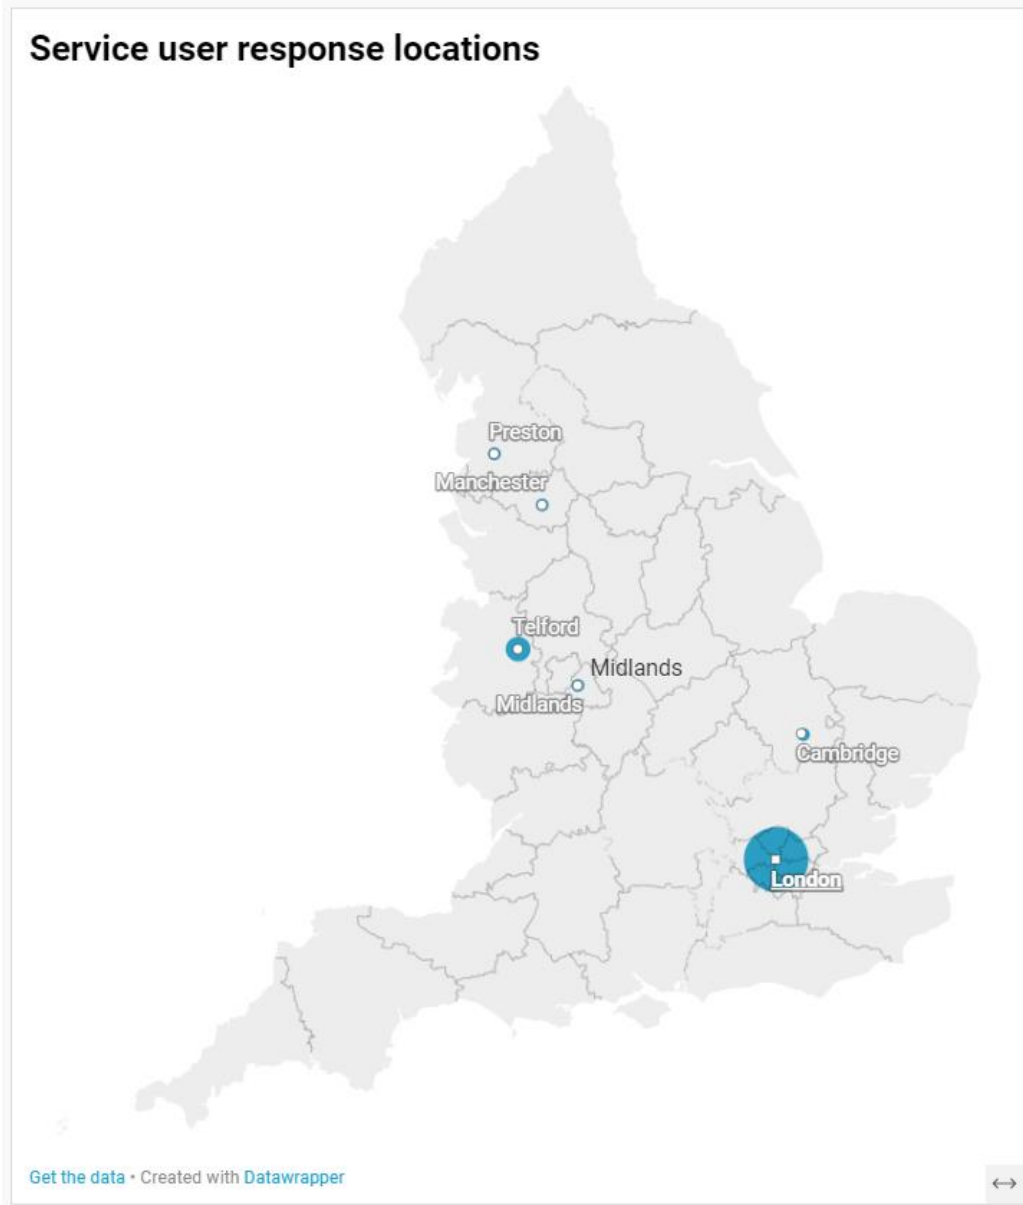 Service user response locations
Preston
Manchester
Telford
Midlands
Midlands
Cambridge
London
Get the data • Created with Datawrapper